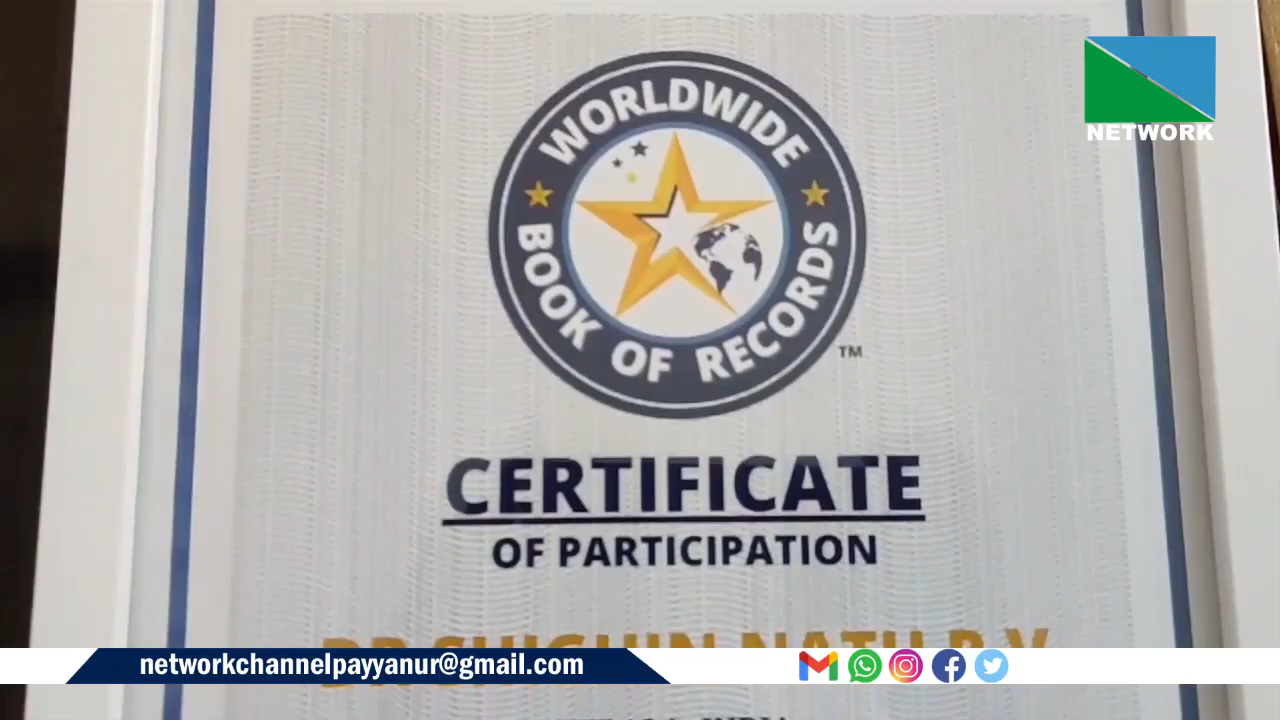 WORLDWIDE
BOOK OF RECORDS
TM
NETWORK
CERTIFICATE
OF PARTICIPATION
networkchannelpayyanur@gmail.com